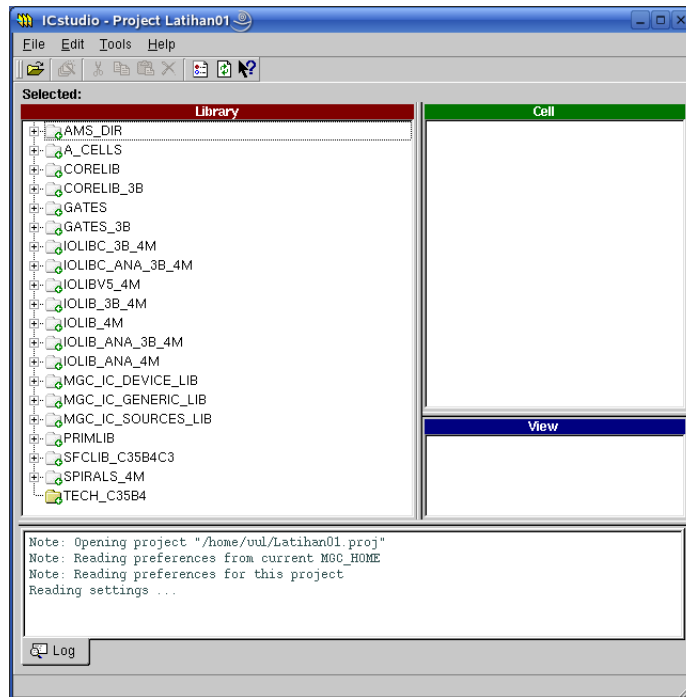 ICstudio - Project Latihan01
File Edit Tools Help
Selected:
Library
AMS_DIR
A_CELLS
CORELIB
CORELIB_3B
GATES
GATES_3B
IOLIBC_3B_4M
IOLIBC_ANA_3B_4M
IOLIBV5_4M
IOLIB_3B_4M
IOLIB_4M
IOLIB_ANA_3B_4M
IOLIB_ANA_4M
MGC_IC_DEVICE_LIB
MGC_IC_GENERIC_LIB
MGC_IC_SOURCES_LIB
PRIMLIB
SFCLIB_C35B4C3
SPIRALS_4M
TECH_C35B4
Cell
View
Note: Opening project "/home/uul/Latihan01.proj"
Note: Reading preferences from current MGC_HOME
Note: Reading preferences for this project
Reading settings ...
Log